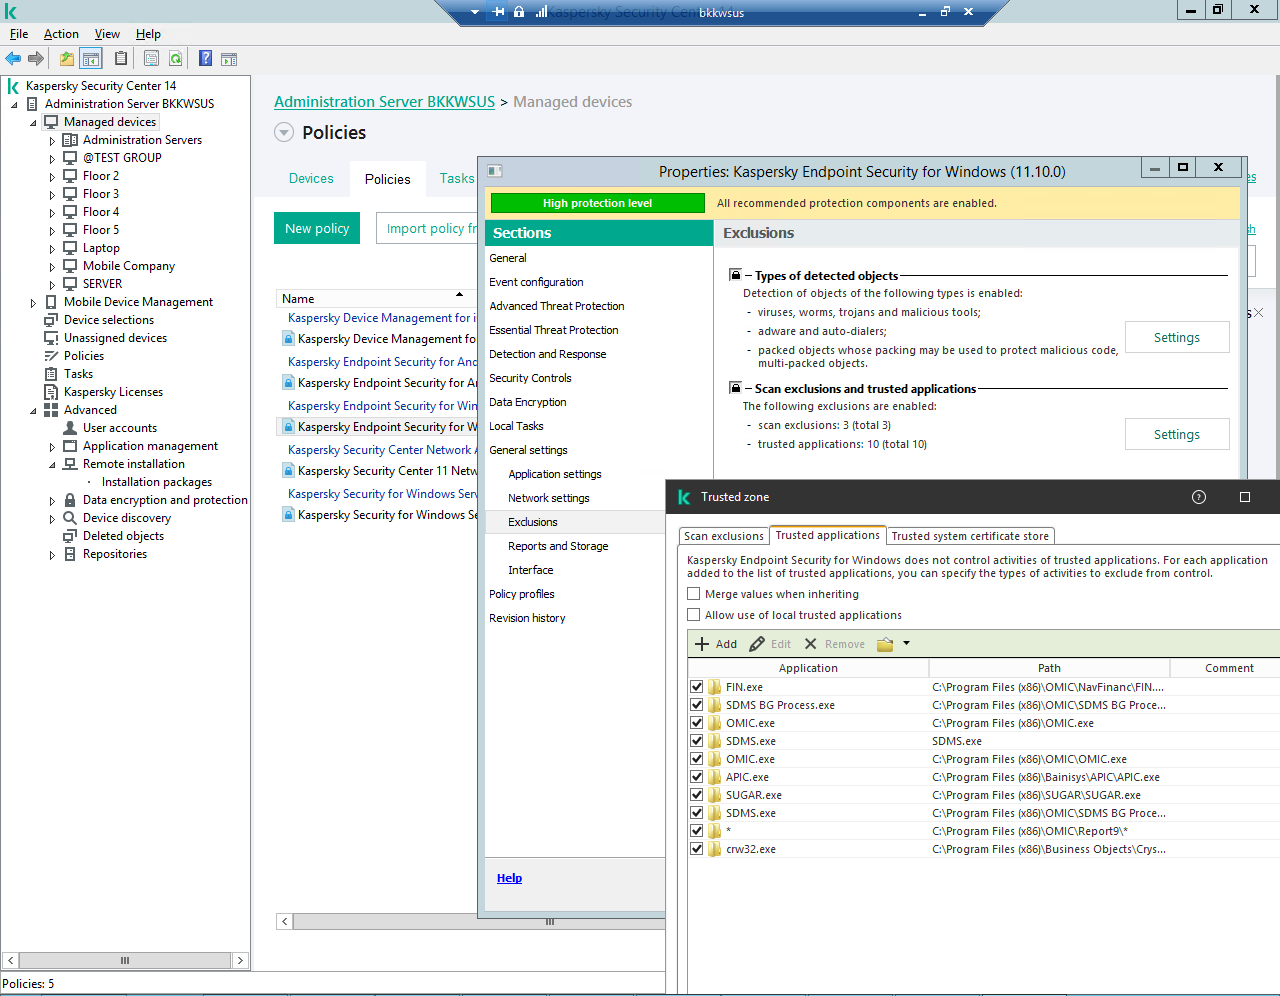 Kaspersky Security Center
bkkwsus
File Action View Help
Kaspersky Security Center 14
Administration Server BKKWSUS
Managed devices
Administration Servers
@TEST GROUP
Floor 2
Floor 3
Floor 4
Floor 5
Laptop
Mobile Company
SERVER
Mobile Device Management
Device selections
Unassigned devices
Policies
Tasks
Kaspersky Licenses
Advanced
User accounts
Application management
Remote installation
Installation packages
Data encryption and protection
Device discovery
Deleted objects
Repositories
Policies: 5
Administration Server BKKWSUS > Managed devices
Policies
Devices Policies Tasks
New policy Import policy fr
Name
Kaspersky Device Management for i
Kaspersky Device Management fo
Kaspersky Endpoint Security for And
Kaspersky Endpoint Security for Ar
Kaspersky Endpoint Security for Win
Kaspersky Endpoint Security for W
Kaspersky Security Center Network A
Kaspersky Security Center 11 Netw
Kaspersky Security for Windows Serv
Kaspersky Security for Windows Se
Properties: Kaspersky Endpoint Security for Windows (11.10.0)
High protection level All recommended protection components are enabled.
Sections
General
Event configuration
Advanced Threat Protection
Essential Threat Protection
Detection and Response
Security Controls
Data Encryption
Local Tasks
General settings
Application settings
Network settings
Exclusions
Reports and Storage
Interface
Policy profiles
Revision history
Help
Exclusions
Types of detected objects
Detection of objects of the following types is enabled:
- viruses, worms, trojans and malicious tools;
- adware and auto-dialers;
- packed objects whose packing may be used to protect malicious code,
multi-packed objects.
Settings
Scan exclusions and trusted applications
The following exclusions are enabled:
- scan exclusions: 3 (total 3)
- trusted applications: 10 (total 10)
Settings
Trusted zone
Scan exclusions Trusted applications Trusted system certificate store
Kaspersky Endpoint Security for Windows does not control activities of trusted applications. For each application
added to the list of trusted applications, you can specify the types of activities to exclude from control.
Merge values when inheriting
Allow use of local trusted applications
Add Edit Remove
Application Path Comment
FIN.exe C:\Program Files (x86)\OMIC\NavFinanc\FIN....
SDMS BG Process.exe C:\Program Files (x86)\OMIC\SDMS BG Proce...
OMIC.exe C:\Program Files (x86)\OMIC.exe
SDMS.exe SDMS.exe
OMIC.exe C:\Program Files (x86)\OMIC\OMIC.exe
APIC.exe C:\Program Files (x86)\Bainisys\APIC\APIC.exe
SUGAR.exe C:\Program Files (x86)\SUGAR\SUGAR.exe
SDMS.exe C:\Program Files (x86)\OMIC\SDMS BG Proce...
* C:\Program Files (x86)\OMIC\Report9\*
crw32.exe C:\Program Files (x86)\Business Objects\Crys...